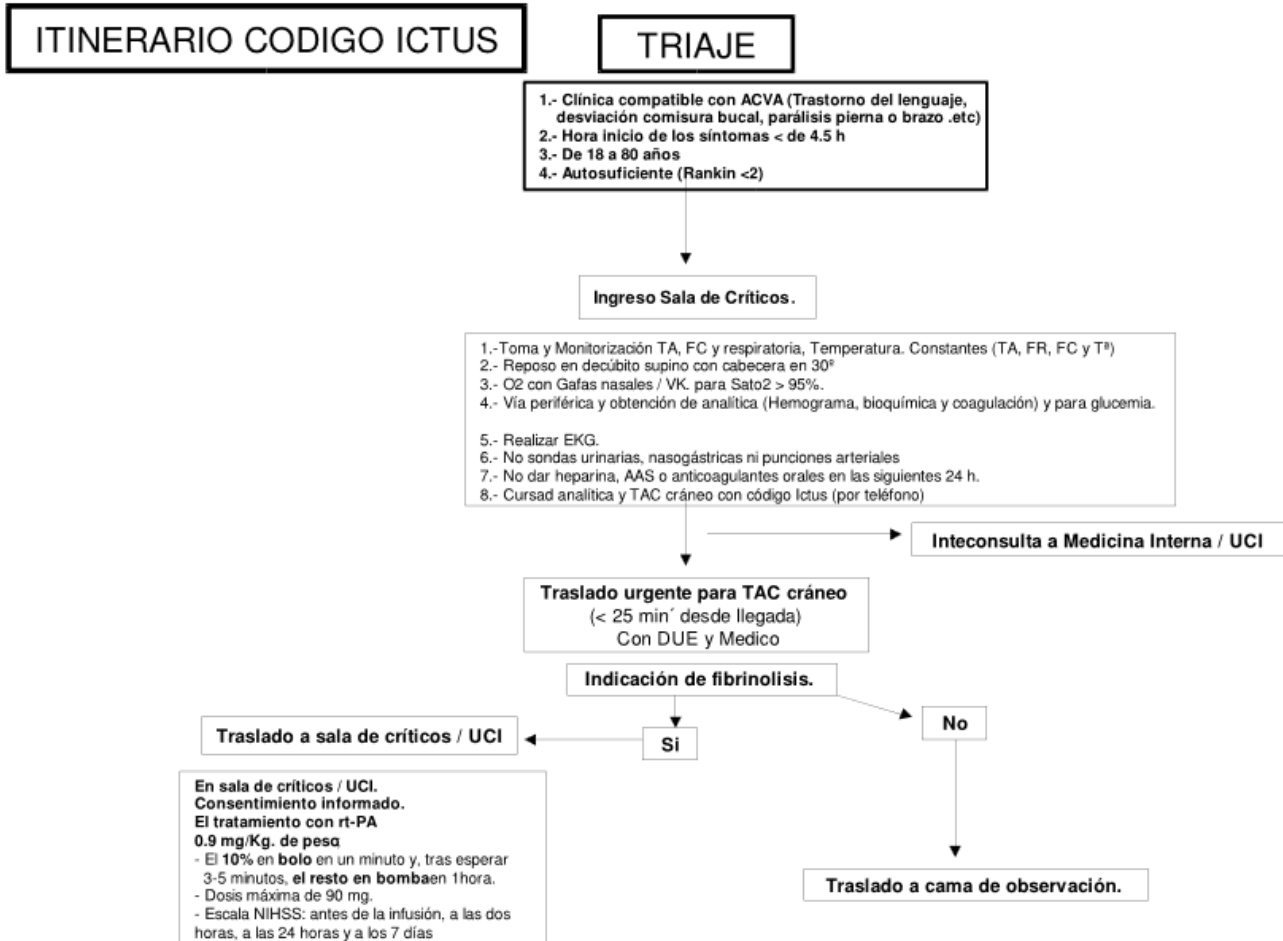 ITINERARIO CODIGO ICTUS
TRIAJE
1.- Clínica compatible con ACVA (Trastorno del lenguaje,
desviación comisura bucal, parálisis pierna o brazo .etc)
2.- Hora inicio de los síntomas < de 4.5 h
3.- De 18 a 80 años
4.- Autosuficiente (Rankin <2)
Ingreso Sala de Críticos.
1.-Toma y Monitorización TA, FC y respiratoria, Temperatura. Constantes (TA, FR, FC y Tª)
2.- Reposo en decúbito supino con cabecera en 30º
3.- O2 con Gafas nasales / VK. para Sato2 > 95%.
4.- Vía periférica y obtención de analítica (Hemograma, bioquímica y coagulación) y para glucemia.
5.- Realizar EKG.
6.- No sondas urinarias, nasogástricas ni punciones arteriales
7.- No dar heparina, AAS o anticoagulantes orales en las siguientes 24 h.
8.- Cursad analítica y TAC cráneo con código Ictus (por teléfono)
Inteconsulta a Medicina Interna / UCI
Traslado urgente para TAC cráneo
(< 25 min´ desde llegada)
Con DUE y Medico
Indicación de fibrinolisis.
Traslado a sala de críticos / UCI
Si
No
En sala de críticos / UCI.
Consentimiento informado.
El tratamiento con rt-PA
0.9 mg/Kg. de peso
- El 10% en bolo en un minuto y, tras esperar
3-5 minutos, el resto en bombaen 1hora.
- Dosis máxima de 90 mg.
- Escala NIHSS: antes de la infusión, a las dos
horas, a las 24 horas y a los 7 días
Traslado a cama de observación.